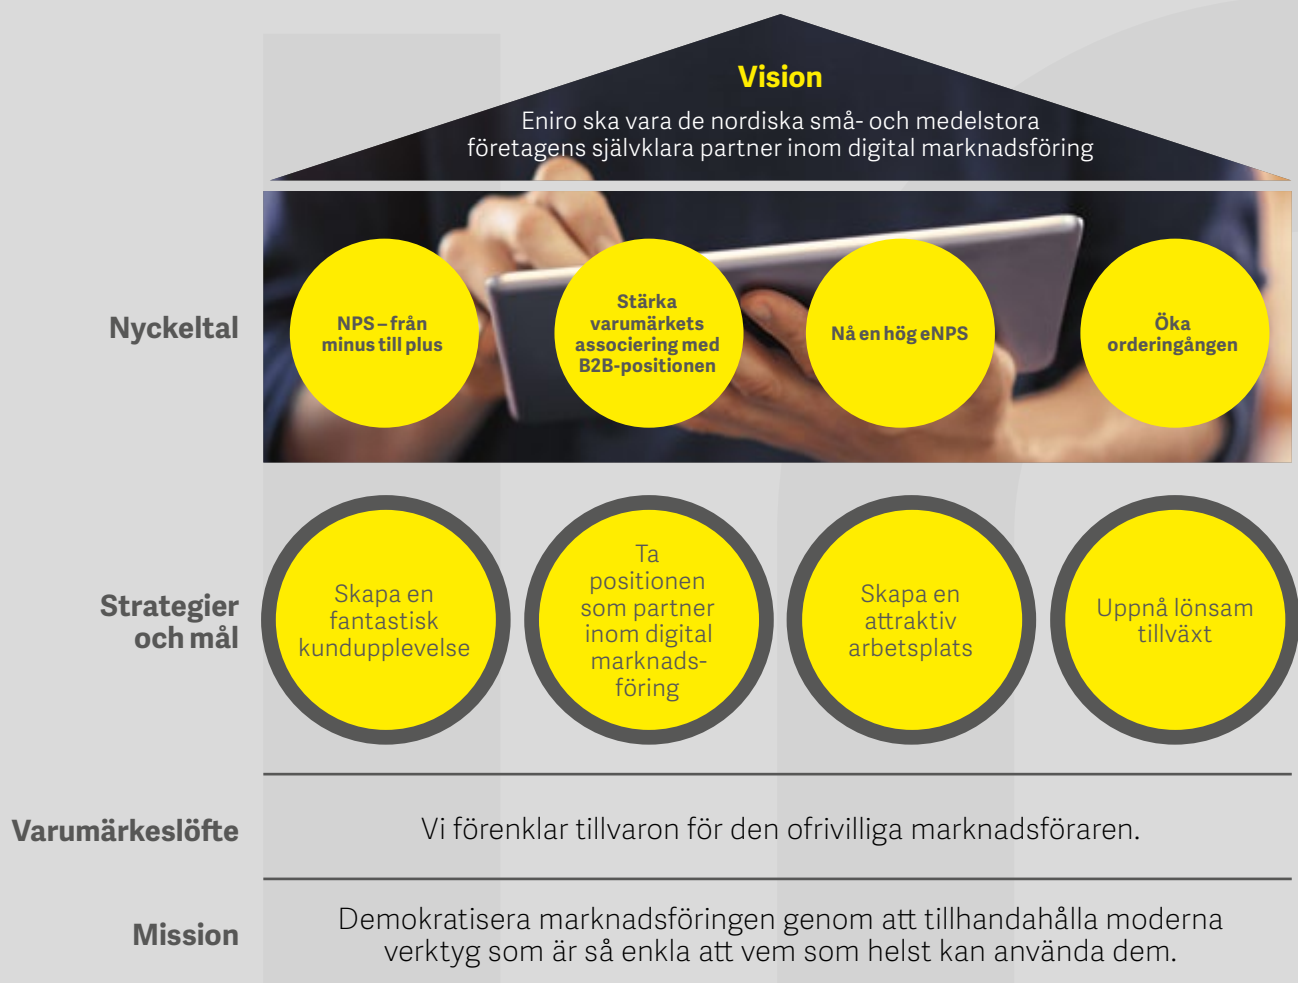 Vision
Eniro ska vara de nordiska små- och medelstora
företagens självklara partner inom digital marknadsföring
Nyckeltal
NPS – från
minus till plus
Stärka
varumärkets
associering med
B2B-positionen
Nå en hög eNPS
Öka
orderingången
Strategier
och mål
Skapa en
fantastisk
kundupplevelse
Ta
positionen
som partner
inom digital
marknads-
föring
Skapa en
attraktiv
arbetsplats
Uppnå lönsam
tillväxt
Varumärkeslöfte
Vi förenklar tillvaron för den ofrivilliga marknadsföraren.
Mission
Demokratisera marknadsföringen genom att tillhandahålla moderna
verktyg som är så enkla att vem som helst kan använda dem.